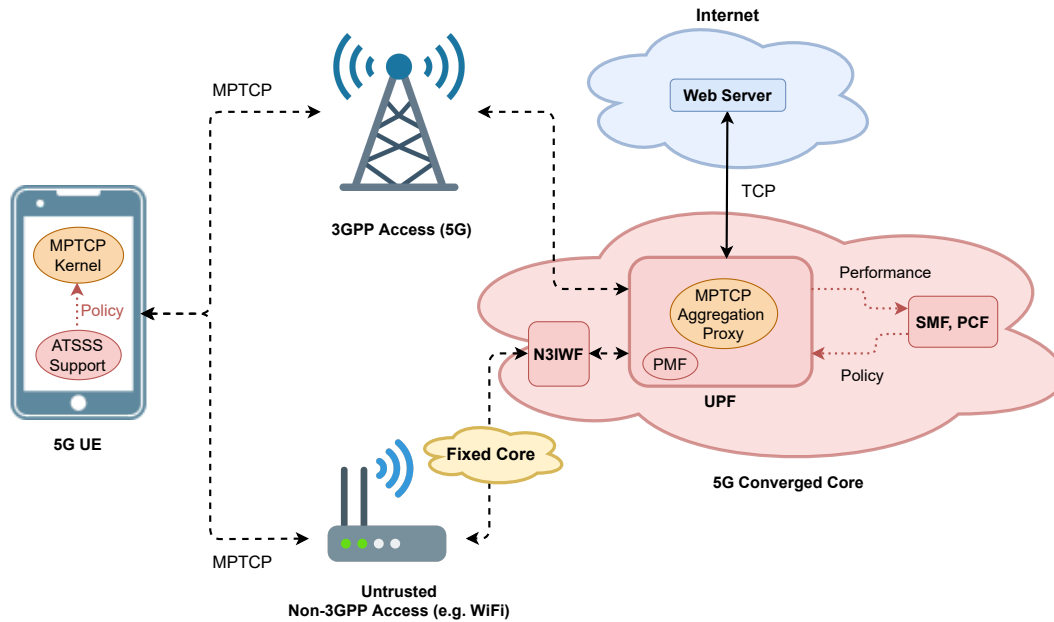 Internet
Web Server
TCP
MPTCP
3GPP Access (5G)
MPTCP
Kernel
Policy
ATSSS
Support
5G UE
MPTCP
Aggregation
Proxy
PMF
UPF
N3IWF
Performance
SMF, PCF
Policy
5G Converged Core
Fixed Core
MPTCP
Untrusted
Non-3GPP Access (e.g. WiFi)